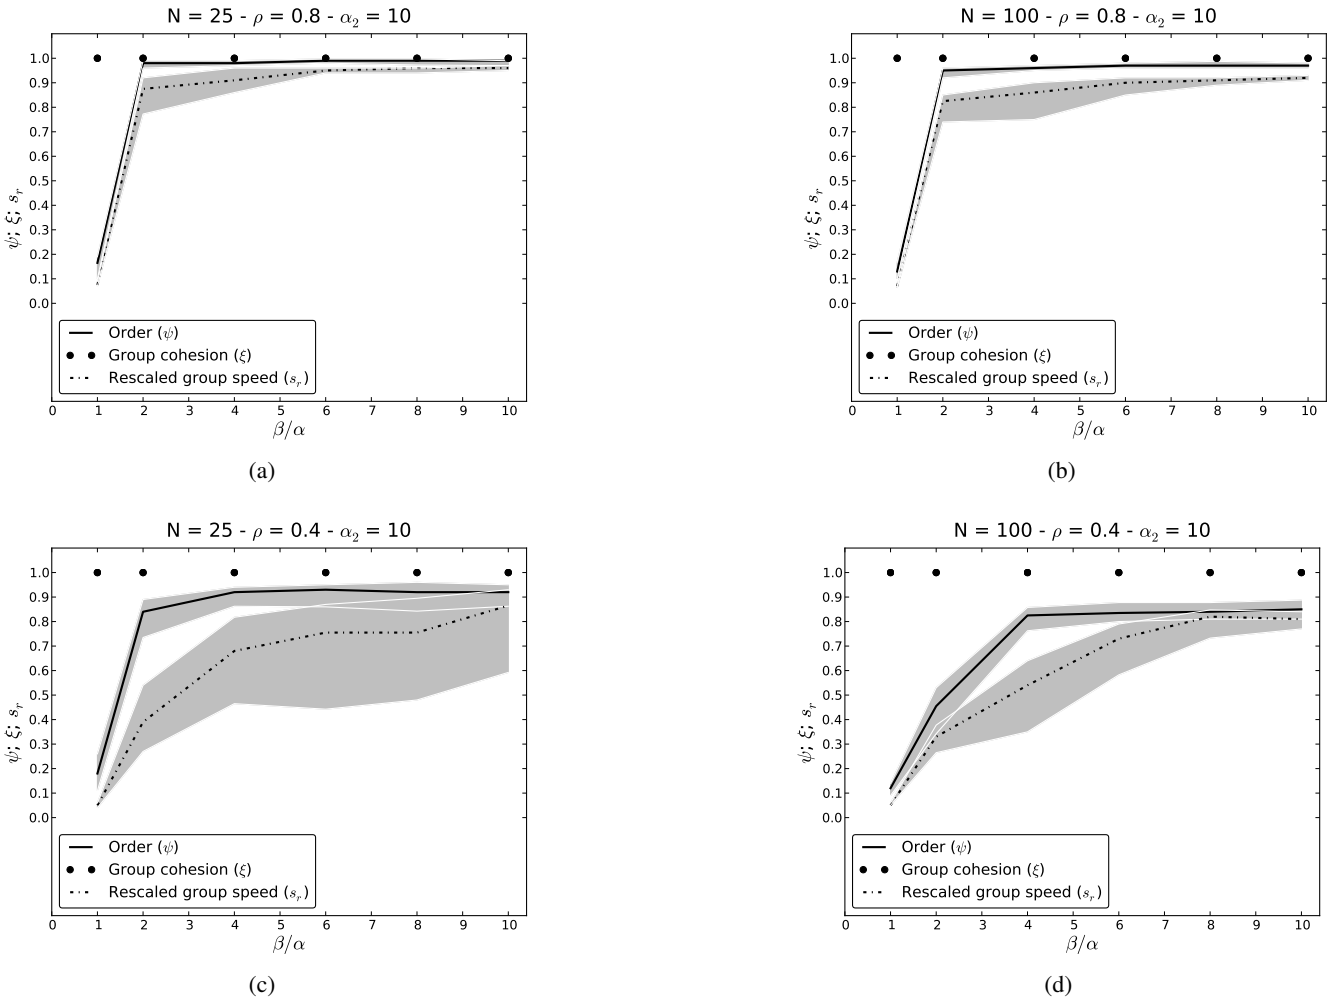 N = 25 - ρ = 0.8 - α₂ = 10
1.0
0.9
0.8
0.7
0.6
0.5
0.4
0.3
0.2
0.1
0.0
ψ; ξ; s_r
Order (ψ)
Group cohesion (ξ)
Rescaled group speed (s_r)
0 1 2 3 4 5 6 7 8 9 10
β/α
(a)
N = 100 - ρ = 0.8 - α₂ = 10
1.0
0.9
0.8
0.7
0.6
0.5
0.4
0.3
0.2
0.1
0.0
ψ; ξ; s_r
Order (ψ)
Group cohesion (ξ)
Rescaled group speed (s_r)
0 1 2 3 4 5 6 7 8 9 10
β/α
(b)
N = 25 - ρ = 0.4 - α₂ = 10
1.0
0.9
0.8
0.7
0.6
0.5
0.4
0.3
0.2
0.1
0.0
ψ; ξ; s_r
Order (ψ)
Group cohesion (ξ)
Rescaled group speed (s_r)
0 1 2 3 4 5 6 7 8 9 10
β/α
(c)
N = 100 - ρ = 0.4 - α₂ = 10
1.0
0.9
0.8
0.7
0.6
0.5
0.4
0.3
0.2
0.1
0.0
ψ; ξ; s_r
Order (ψ)
Group cohesion (ξ)
Rescaled group speed (s_r)
0 1 2 3 4 5 6 7 8 9 10
β/α
(d)